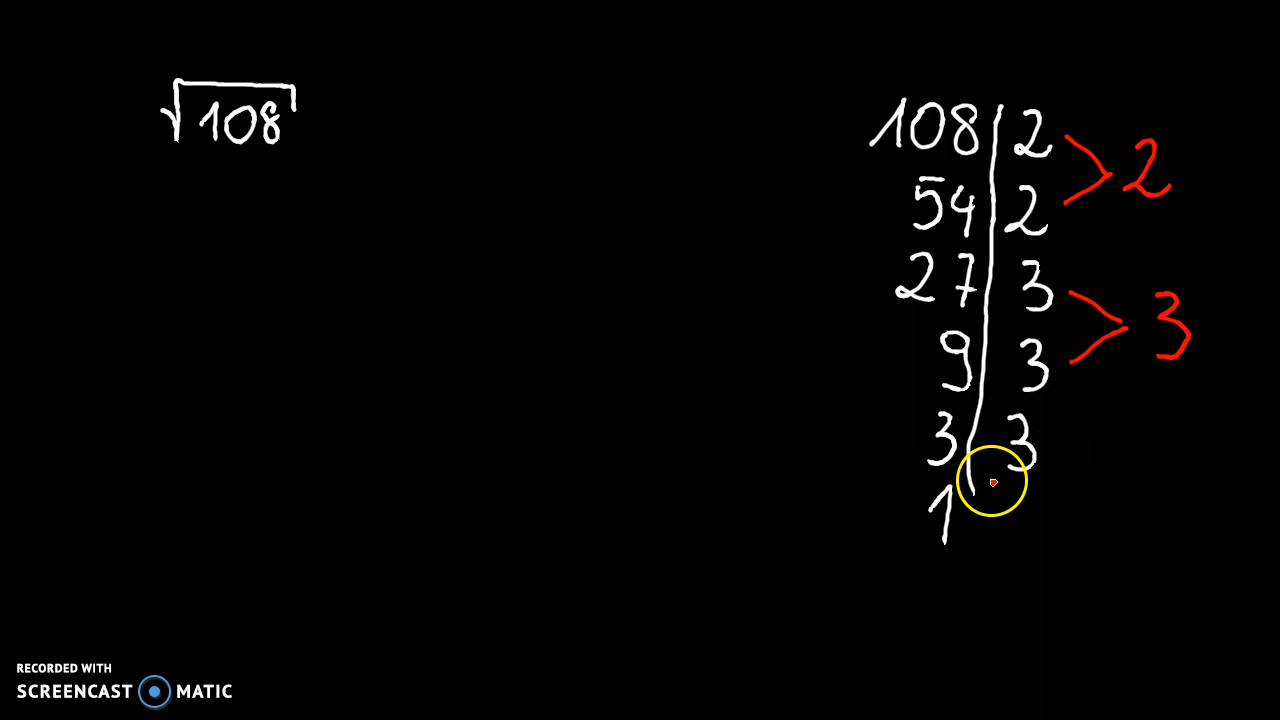 √108
108 | 2 > 2
54 | 2
27 | 3 > 3
9 | 3
3 | 3
1
RECORDED WITH
SCREENCAST MATIC